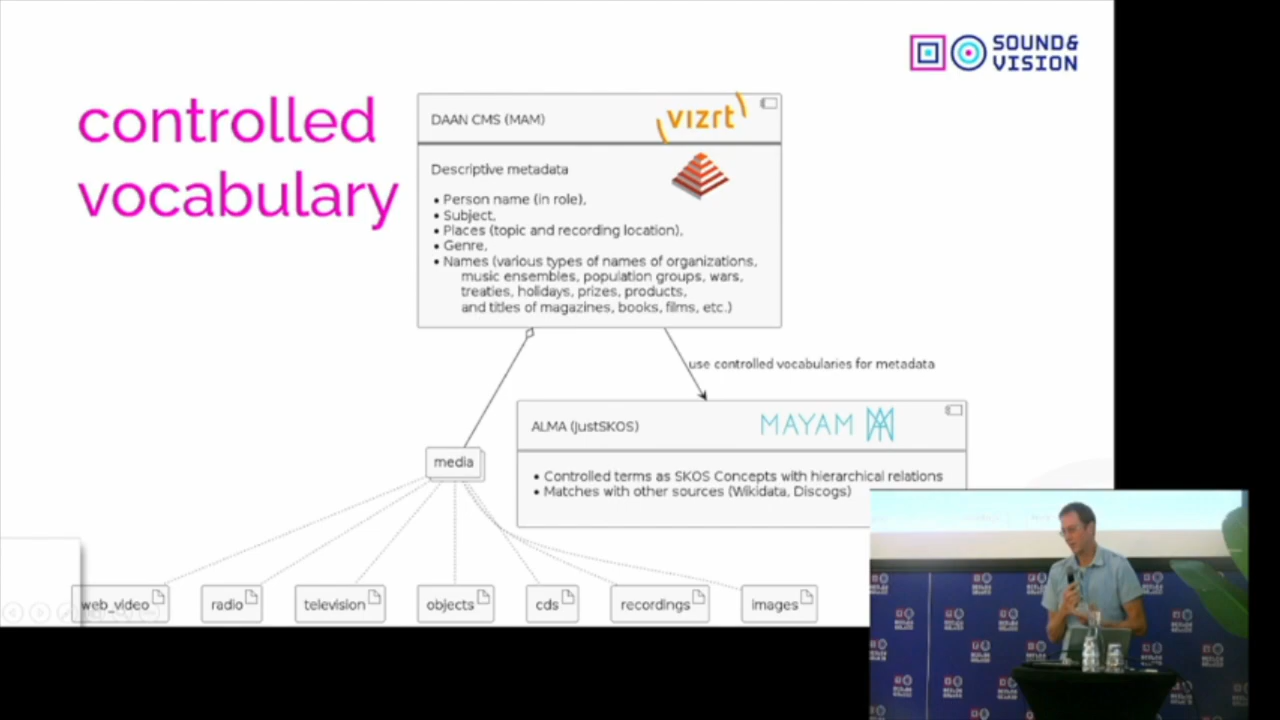 SOUND&
VISION
controlled
vocabulary
DAAN CMS (MAM)
vizrt
Descriptive metadata
• Person name (in role),
• Subject,
• Places (topic and recording location),
• Genre,
• Names (various types of names of organizations,
music ensembles, population groups, wars,
treaties, holidays, prizes, products,
and titles of magazines, books, films, etc.)
use controlled vocabularies for metadata
ALMA (JustSKOS)
MAYAM
• Controlled terms as SKOS Concepts with hierarchical relations
• Matches with other sources (Wikidata, Discogs)
media
web_video
radio
television
objects
cds
recordings
images